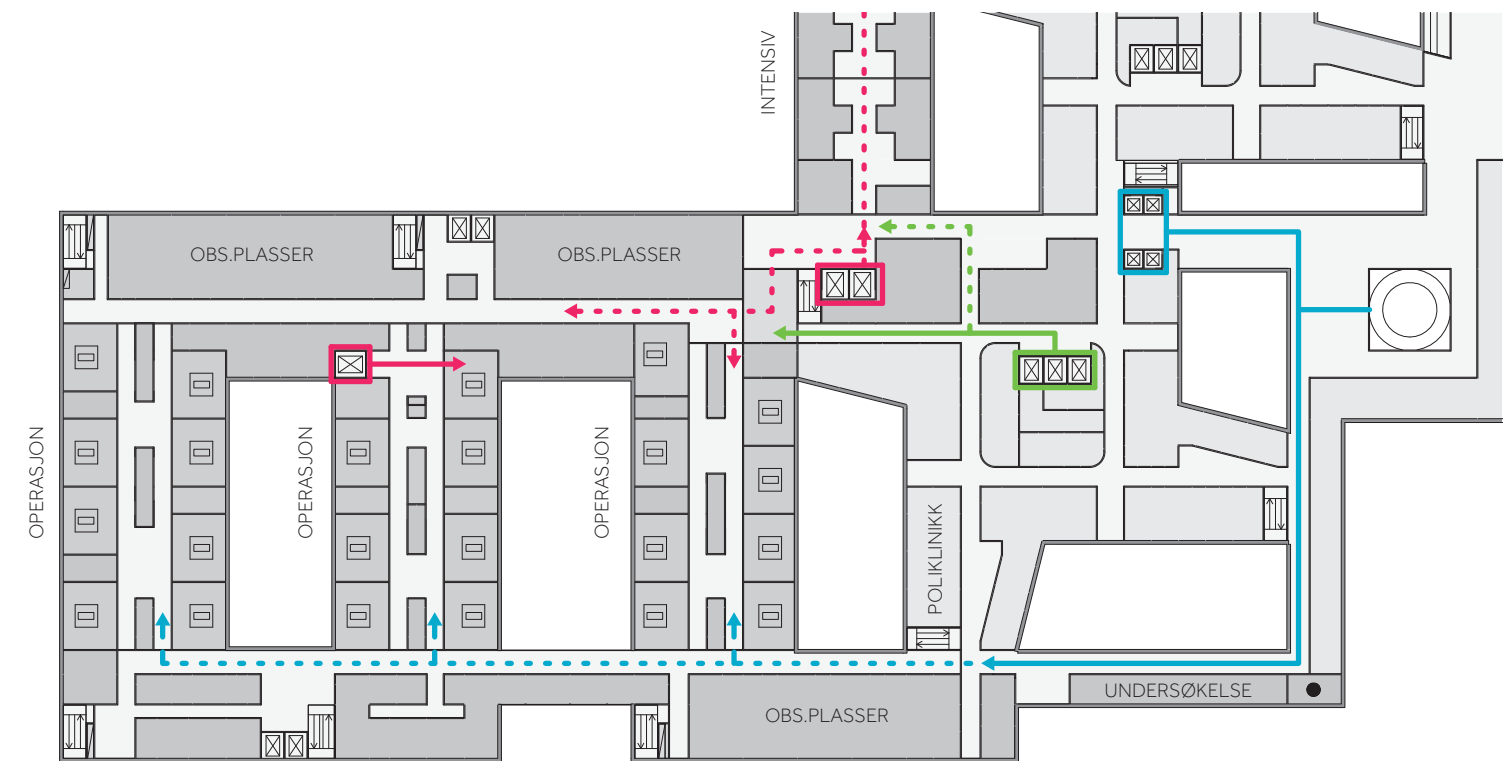 INTENSIV
OBS.PLASSER
OBS.PLASSER
OPERASJON
OPERASJON
OPERASJON
POLIKLINIKK
UNDERSØKELSE
OBS.PLASSER